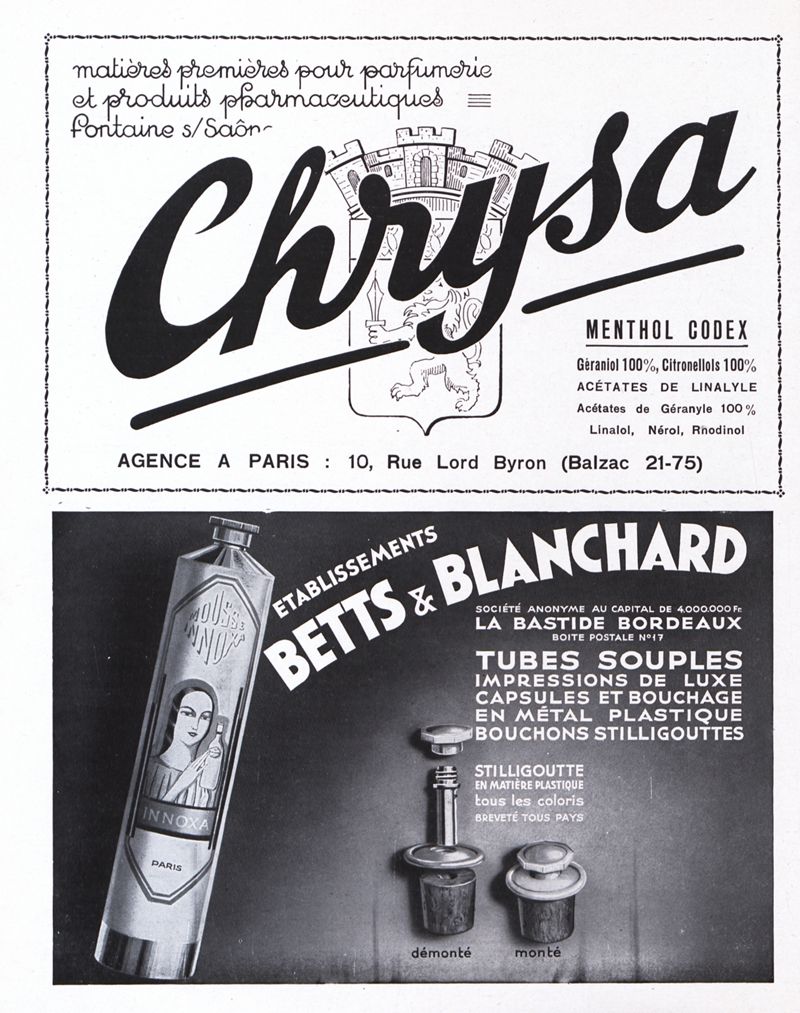 matières premières pour parfumerie
et produits pharmaceutiques
Fontaine s/Saône
Chrysa
MENTHOL CODEX
Géraniol 100%, Citronellols 100%
ACÉTATES DE LINALYLE
Acétates de Géranyle 100%
Linalol, Nérol, Rhodinol
AGENCE A PARIS : 10, Rue Lord Byron (Balzac 21-75)
ETABLISSEMENTS
BETTS & BLANCHARD
SOCIÉTÉ ANONYME AU CAPITAL DE 4.000.000 Fr
LA BASTIDE BORDEAUX
BOITE POSTALE N°17
TUBES SOUPLES
IMPRESSIONS DE LUXE
CAPSULES ET BOUCHAGE
EN MÉTAL PLASTIQUE
BOUCHONS STILLIGOUTTES
STILLIGOUTTE
EN MATIÈRE PLASTIQUE
tous les coloris
BREVETÉ TOUS PAYS
démonté
monté
MOUSSE
INNOXA
INNOXA
PARIS